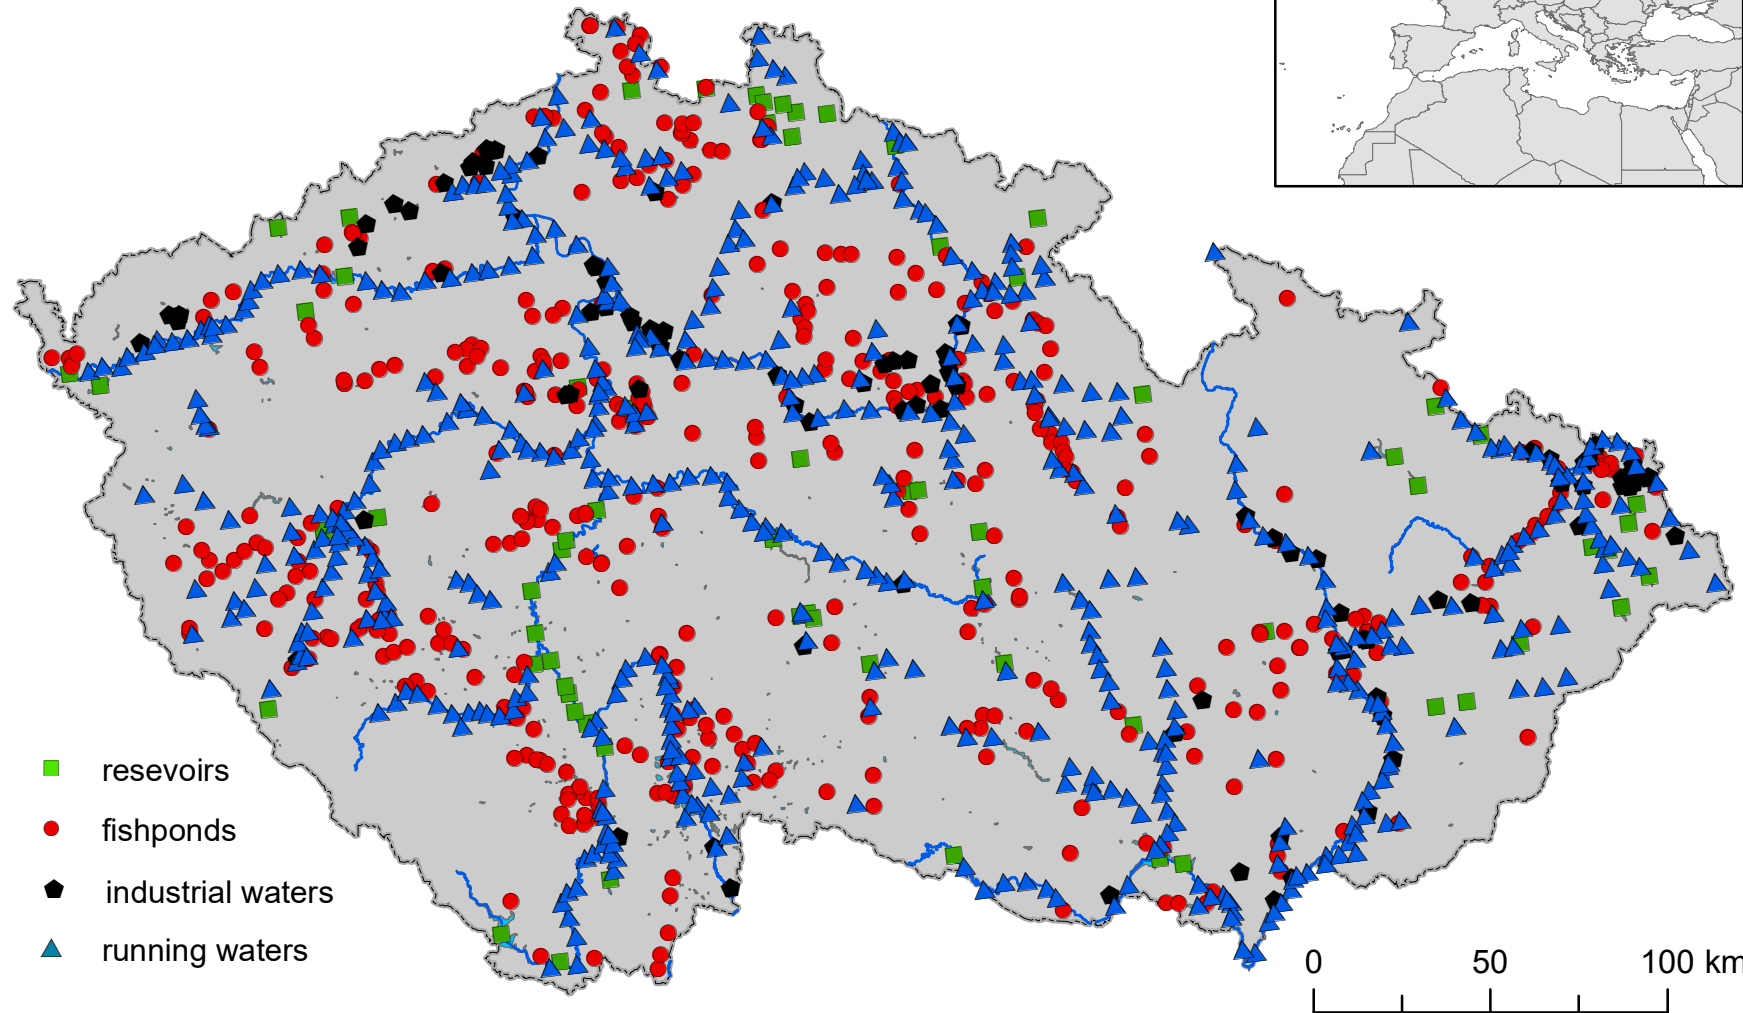 resevoirs
fishponds
industrial waters
running waters
0 50 100 km